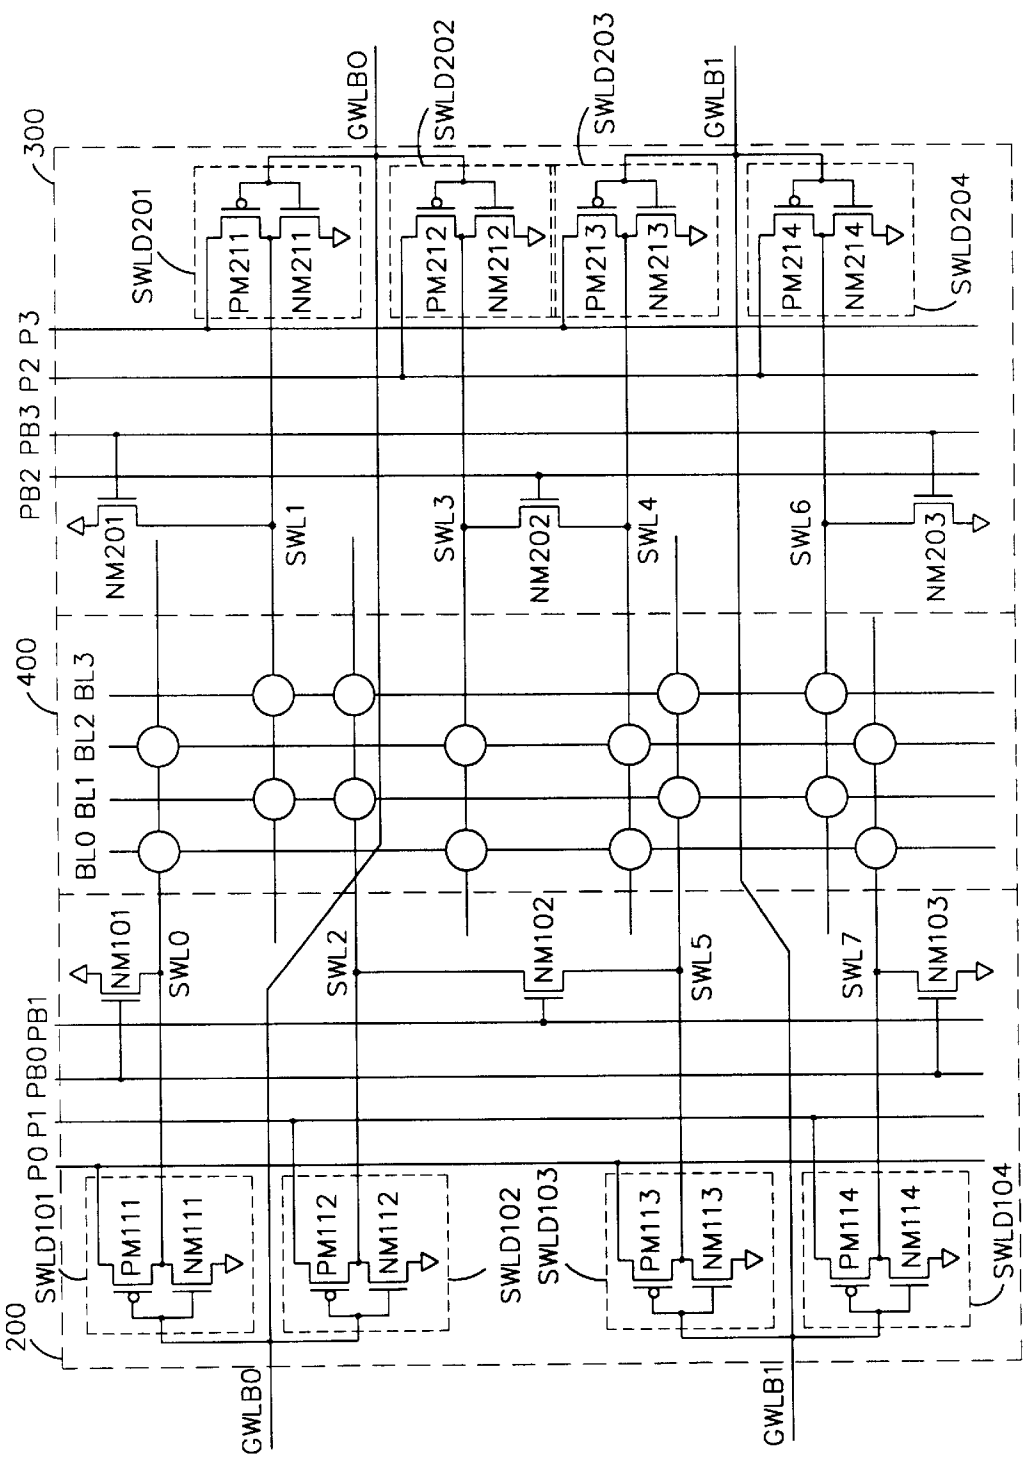 200
400
300
SWLD101
P0
P1
PB0
PB1
BL0
BL1
BL2
BL3
PB2
PB3
P2
P3
SWLD201
PM111
NM111
NM101
SWL0
NM201
SWL1
PM211
NM211
GWLB0
PM112
NM112
SWLD102
SWL2
GWLB0
SWLD202
SWL3
PM212
NM212
SWLD103
NM102
NM202
SWLD203
PM113
NM113
SWL5
SWL4
PM213
NM213
GWLB1
GWLB1
PM114
NM114
SWLD104
SWL7
NM103
SWL6
NM203
PM214
NM214
SWLD204